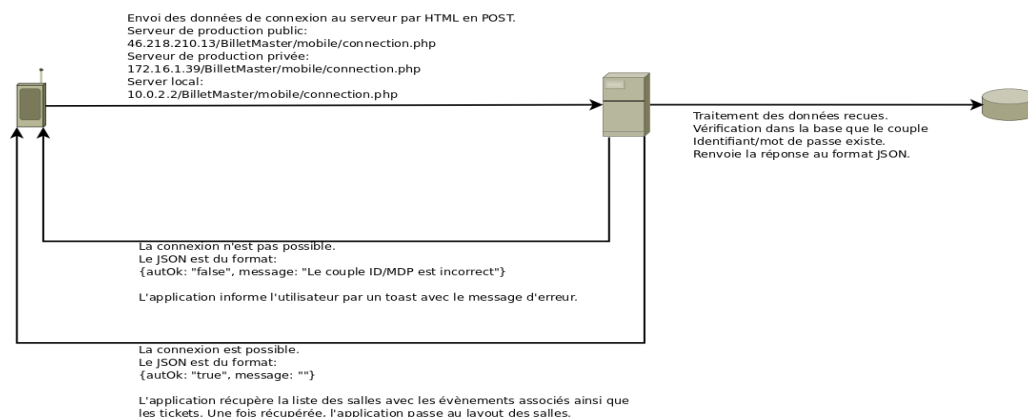 Envoi des données de connexion au serveur par HTML en POST.
Serveur de production public:
46.218.210.13/BilletMaster/mobile/connection.php
Serveur de production privée:
172.16.1.39/BilletMaster/mobile/connection.php
Server local:
10.0.2.2/BilletMaster/mobile/connection.php
Traitement des données recues.
Vérification dans la base que le couple
Identifiant/mot de passe existe.
Renvoie la réponse au format JSON.
La connexion n'est pas possible.
Le JSON est du format:
{autOk: "false", message: "Le couple ID/MDP est incorrect"}
L'application informe l'utilisateur par un toast avec le message d'erreur.
La connexion est possible.
Le JSON est du format:
{autOk: "true", message: ""}
L'application récupère la liste des salles avec les évènements associés ainsi que
les tickets. Une fois récupérée, l'application passe au layout des salles.